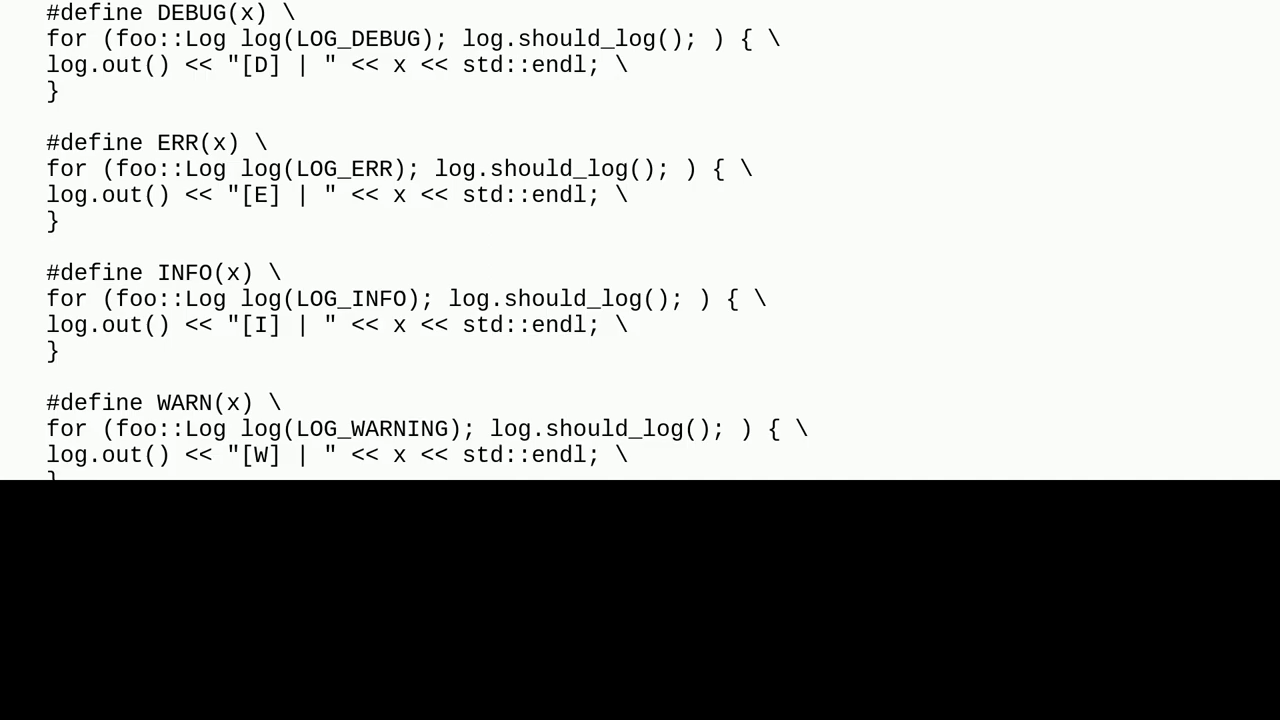 #define DEBUG(x) \
for (foo::Log log(LOG_DEBUG); log.should_log(); ) { \
log.out() << "[D] | " << x << std::endl; \
}
#define ERR(x) \
for (foo::Log log(LOG_ERR); log.should_log(); ) { \
log.out() << "[E] | " << x << std::endl; \
}
#define INFO(x) \
for (foo::Log log(LOG_INFO); log.should_log(); ) { \
log.out() << "[I] | " << x << std::endl; \
}
#define WARN(x) \
for (foo::Log log(LOG_WARNING); log.should_log(); ) { \
log.out() << "[W] | " << x << std::endl; \
}